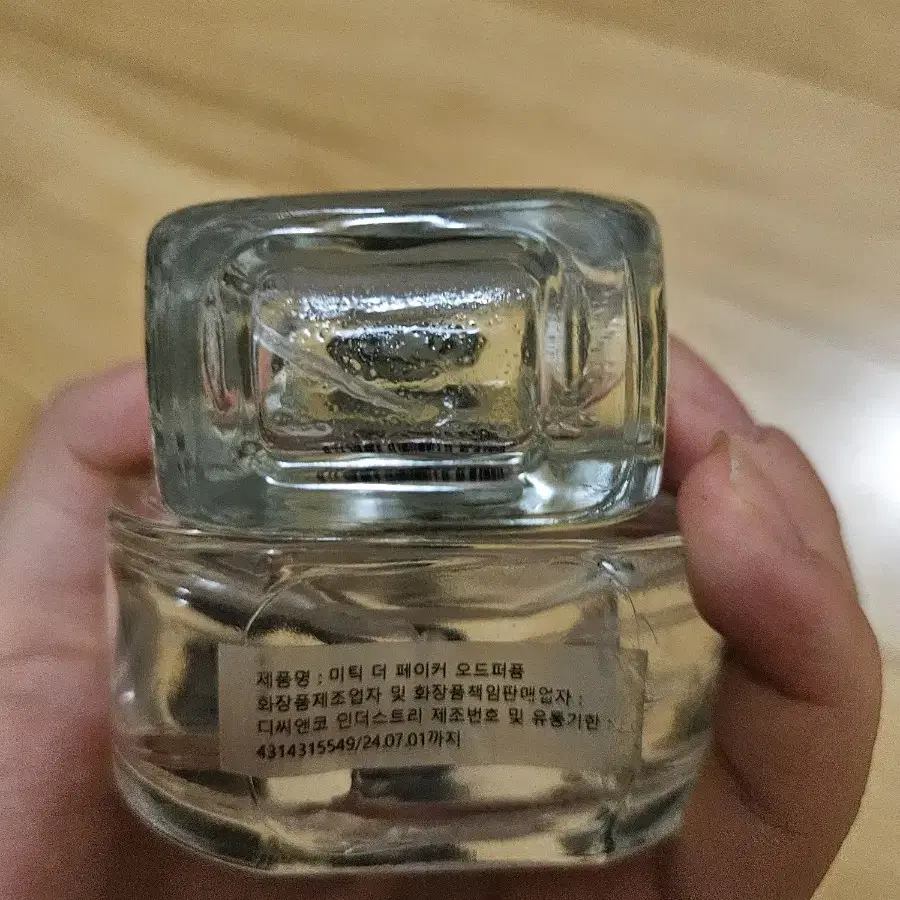 제품명 : 미틱 더 페이커 오드퍼퓸
화장품제조업자 및 화장품책임판매업자 :
디씨앤코 인더스트리 제조번호 및 유통기한 :
4314315549/24.07.01까지